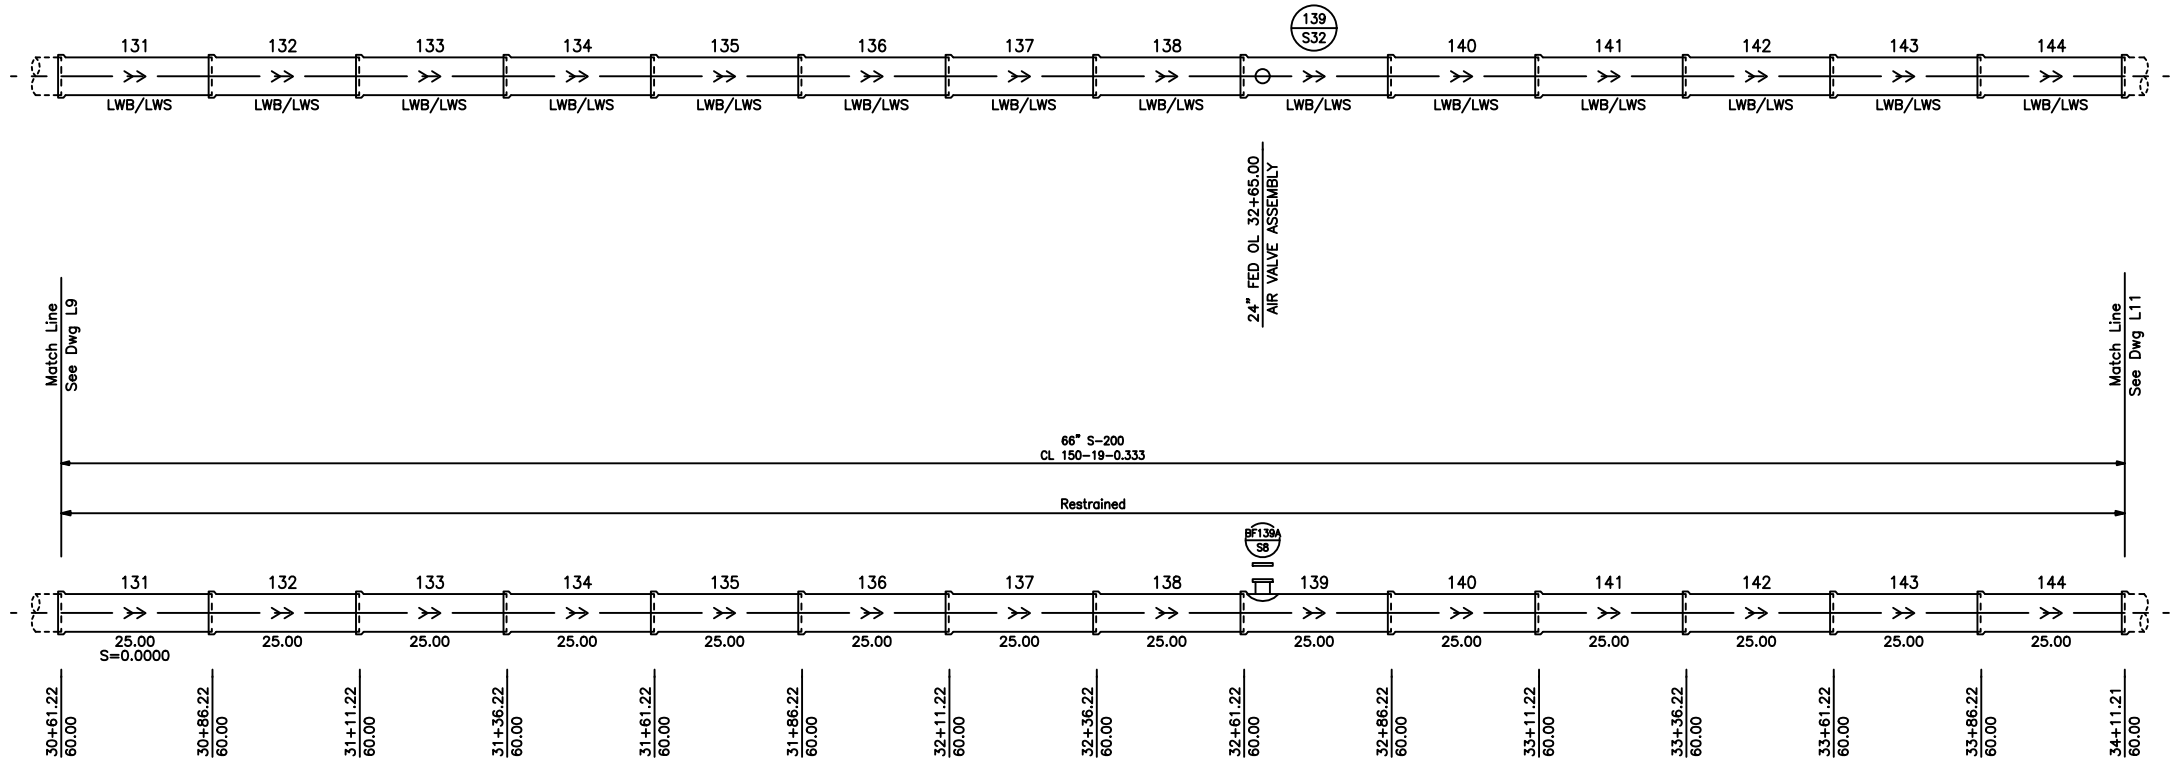 139
S32
131 132 133 134 135 136 137 138 140 141 142 143 144
LWB/LWS LWB/LWS LWB/LWS LWB/LWS LWB/LWS LWB/LWS LWB/LWS LWB/LWS LWB/LWS LWB/LWS LWB/LWS LWB/LWS LWB/LWS LWB/LWS
24" FED OL 32+65.00
AIR VALVE ASSEMBLY
Match Line
See Dwg L9
Match Line
See Dwg L11
66" S-200
CL 150-19-0.333
Restrained
BF139A
S8
131 132 133 134 135 136 137 138 139 140 141 142 143 144
25.00 25.00 25.00 25.00 25.00 25.00 25.00 25.00 25.00 25.00 25.00 25.00 25.00 25.00
S=0.0000
30+61.22
60.00
30+86.22
60.00
31+11.22
60.00
31+36.22
60.00
31+61.22
60.00
31+86.22
60.00
32+11.22
60.00
32+36.22
60.00
32+61.22
60.00
32+86.22
60.00
33+11.22
60.00
33+36.22
60.00
33+61.22
60.00
33+86.22
60.00
34+11.21
60.00